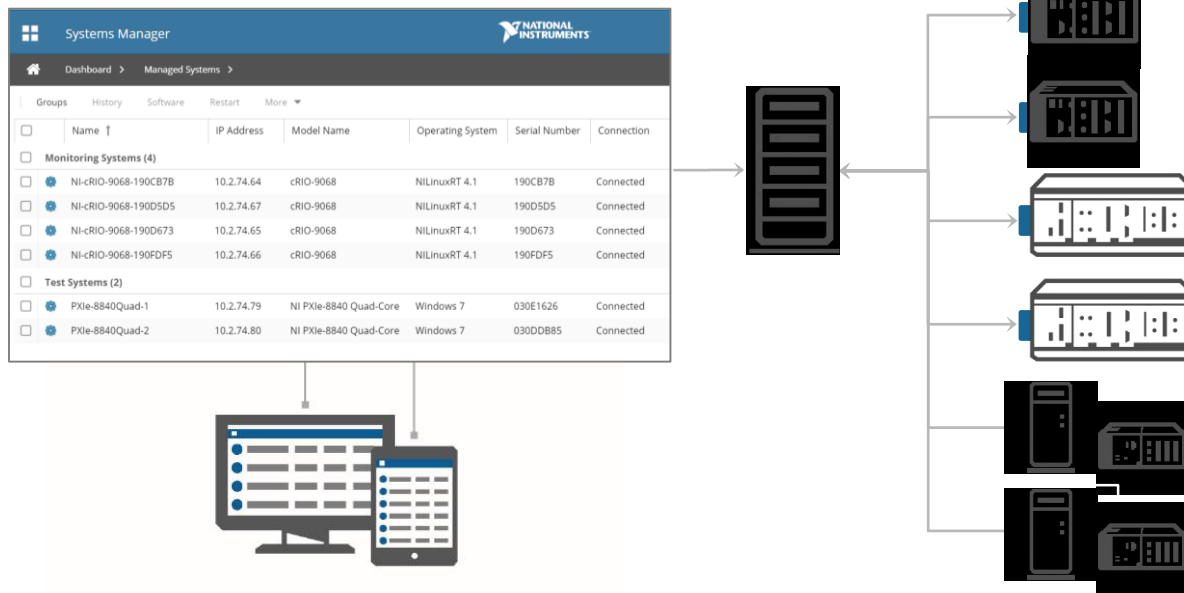 Systems Manager
NATIONAL
INSTRUMENTS
Dashboard > Managed Systems >
Groups History Software Restart More
Name ↑ IP Address Model Name Operating System Serial Number Connection
Monitoring Systems (4)
NI-cRIO-9068-190CB7B 10.2.74.64 cRIO-9068 NILinuxRT 4.1 190CB7B Connected
NI-cRIO-9068-190D5D5 10.2.74.67 cRIO-9068 NILinuxRT 4.1 190D5D5 Connected
NI-cRIO-9068-190D673 10.2.74.65 cRIO-9068 NILinuxRT 4.1 190D673 Connected
NI-cRIO-9068-190FDF5 10.2.74.66 cRIO-9068 NILinuxRT 4.1 190FDF5 Connected
Test Systems (2)
PXIe-8840Quad-1 10.2.74.79 NI PXIe-8840 Quad-Core Windows 7 030E1626 Connected
PXIe-8840Quad-2 10.2.74.80 NI PXIe-8840 Quad-Core Windows 7 030DDB85 Connected